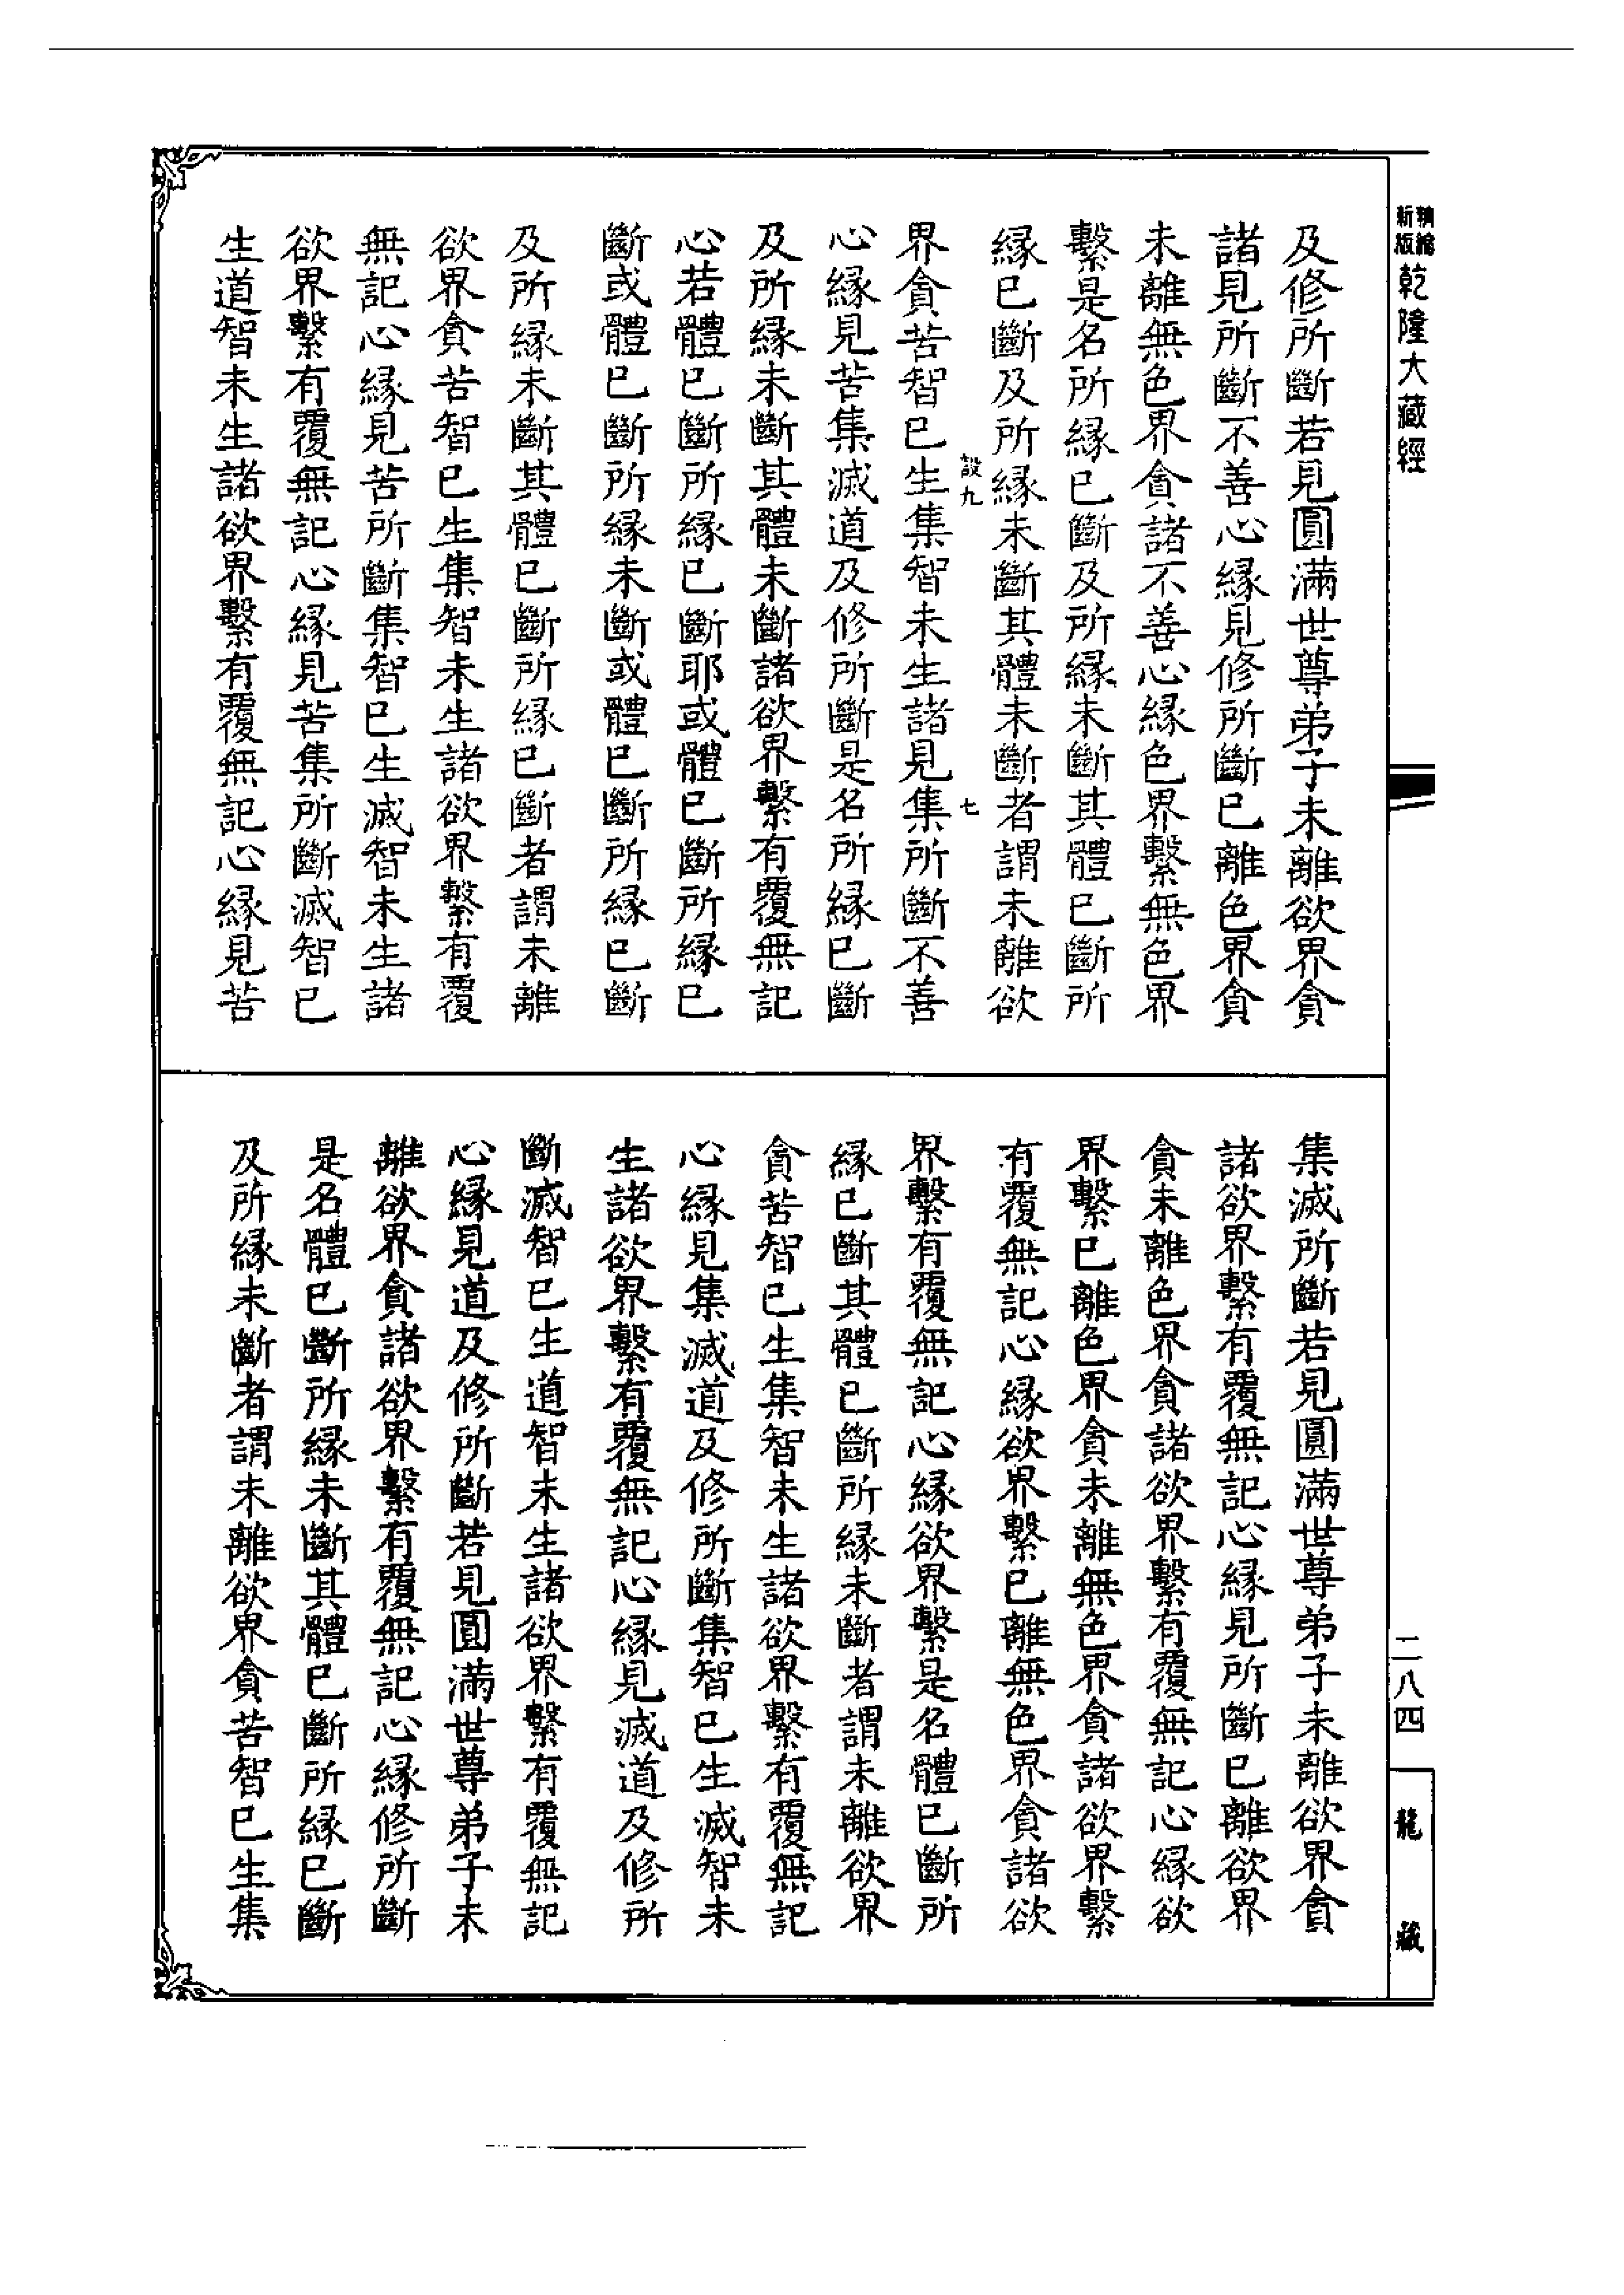 精繪
新版
乾隆大藏經
及修所斷若見圓滿世尊弟子未離欲界貪
諸見所斷不善心緣見修所斷已離色界貪
未離無色界貪諸不善心緣色界繫無色界
繫是名所緣已斷及所緣未斷其體已斷所
緣已斷及所緣未斷其體未斷者謂未離欲
設九
七
界貪苦智已生集智未生諸見集所斷不善
心緣見苦集滅道及修所斷是名所緣已斷
及所緣未斷其體未斷諸欲界繫有覆無記
心若體已斷所緣已斷耶或體已斷所緣已
斷或體已斷所緣未斷或體已斷所緣已斷
及所緣未斷其體已斷所緣已斷者謂未離
欲界貪苦智已生集智未生諸欲界繫有覆
無記心緣見苦所斷集智已生滅智未生諸
欲界繫有覆無記心緣見苦集所斷滅智已
生道智未生諸欲界繫有覆無記心緣見苦
集滅所斷若見圓滿世尊弟子未離欲界貪
諸欲界繫有覆無記心緣見所斷已離欲界
貪未離色界貪諸欲界繫有覆無記心緣欲
界繫已離色界貪未離無色界貪諸欲界繫
有覆無記心緣欲界繫已離無色界貪諸欲
界繫有覆無記心緣欲界繫是名體已斷所
緣已斷其體已斷所緣未斷者謂未離欲界
貪苦智已生集智未生諸欲界繫有覆無記
心緣見集滅道及修所斷集智已生滅智未
生諸欲界繫有覆無記心緣見滅道及修所
斷滅智已生道智未生諸欲界繫有覆無記
心緣見道及修所斷若見圓滿世尊弟子未
離欲界貪諸欲界繫有覆無記心緣修所斷
是名體已斷所緣未斷其體已斷所緣已斷
及所緣未斷者謂未離欲界貪苦智已生集
二八四
龍藏